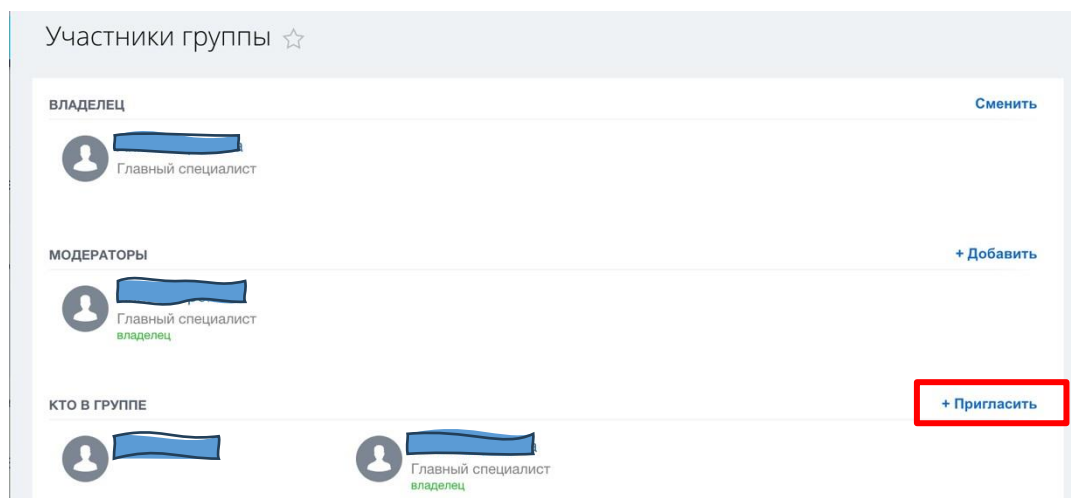 Участники группы
ВЛАДЕЛЕЦ
Сменить
Главный специалист
МОДЕРАТОРЫ
+ Добавить
Главный специалист
владелец
КТО В ГРУППЕ
+ Пригласить
Главный специалист
владелец